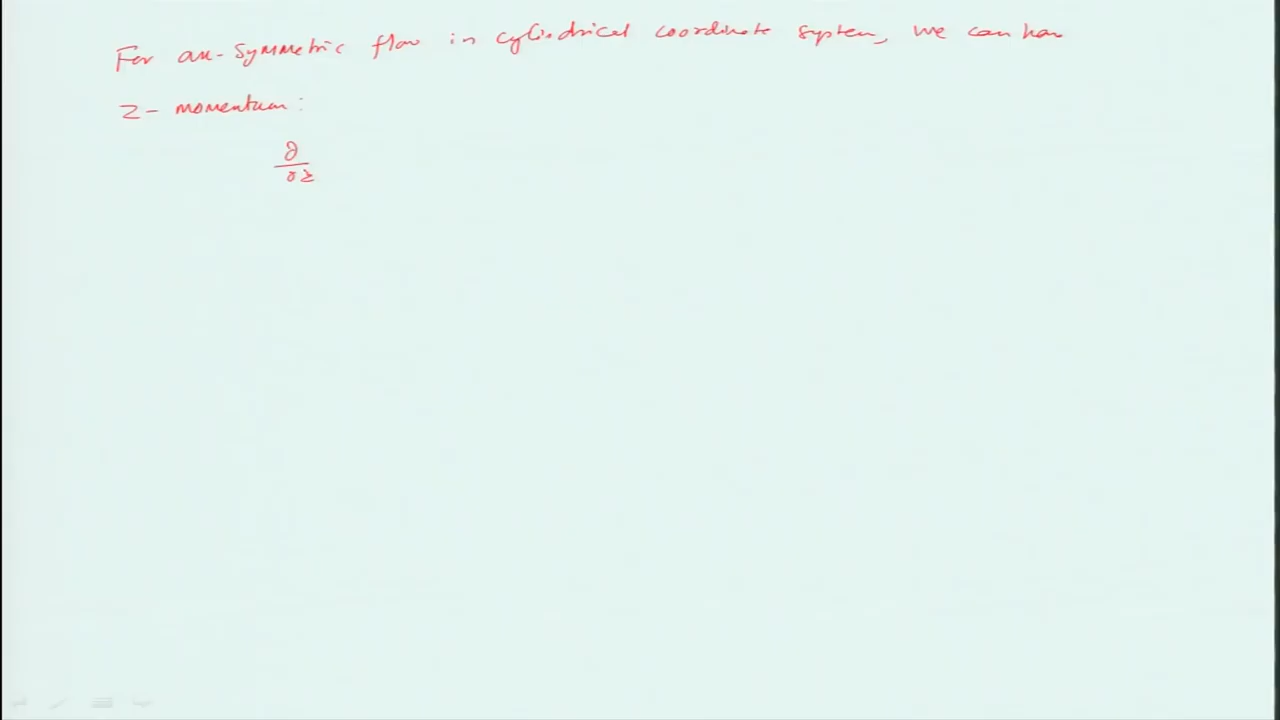 For axi-symmetric flow in cylindrical coordinate system, we can have
Z- momentum:
∂
∂z